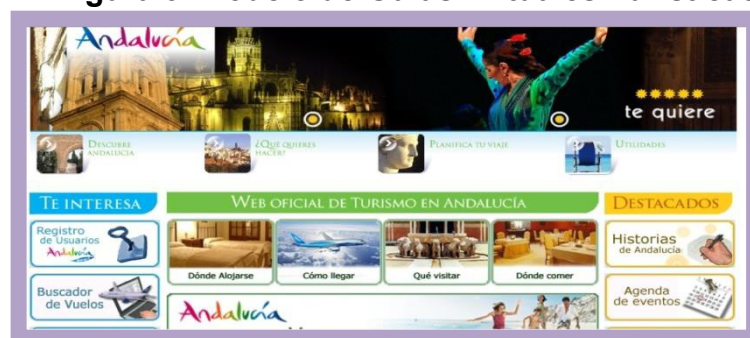 Andalucía
te quiere
DESCUBRE
ANDALUCIA
¿QUÉ QUIERES
HACER?
PLANIFICA TU VIAJE
UTILIDADES
TE INTERESA
WEB OFICIAL DE TURISMO EN ANDALUCÍA
DESTACADOS
Registro
de Usuarios
Andalucía
Dónde Alojarse
Cómo llegar
Qué visitar
Dónde comer
Historias
de Andalucía
Buscador
de Vuelos
Andalucía
Agenda
de eventos